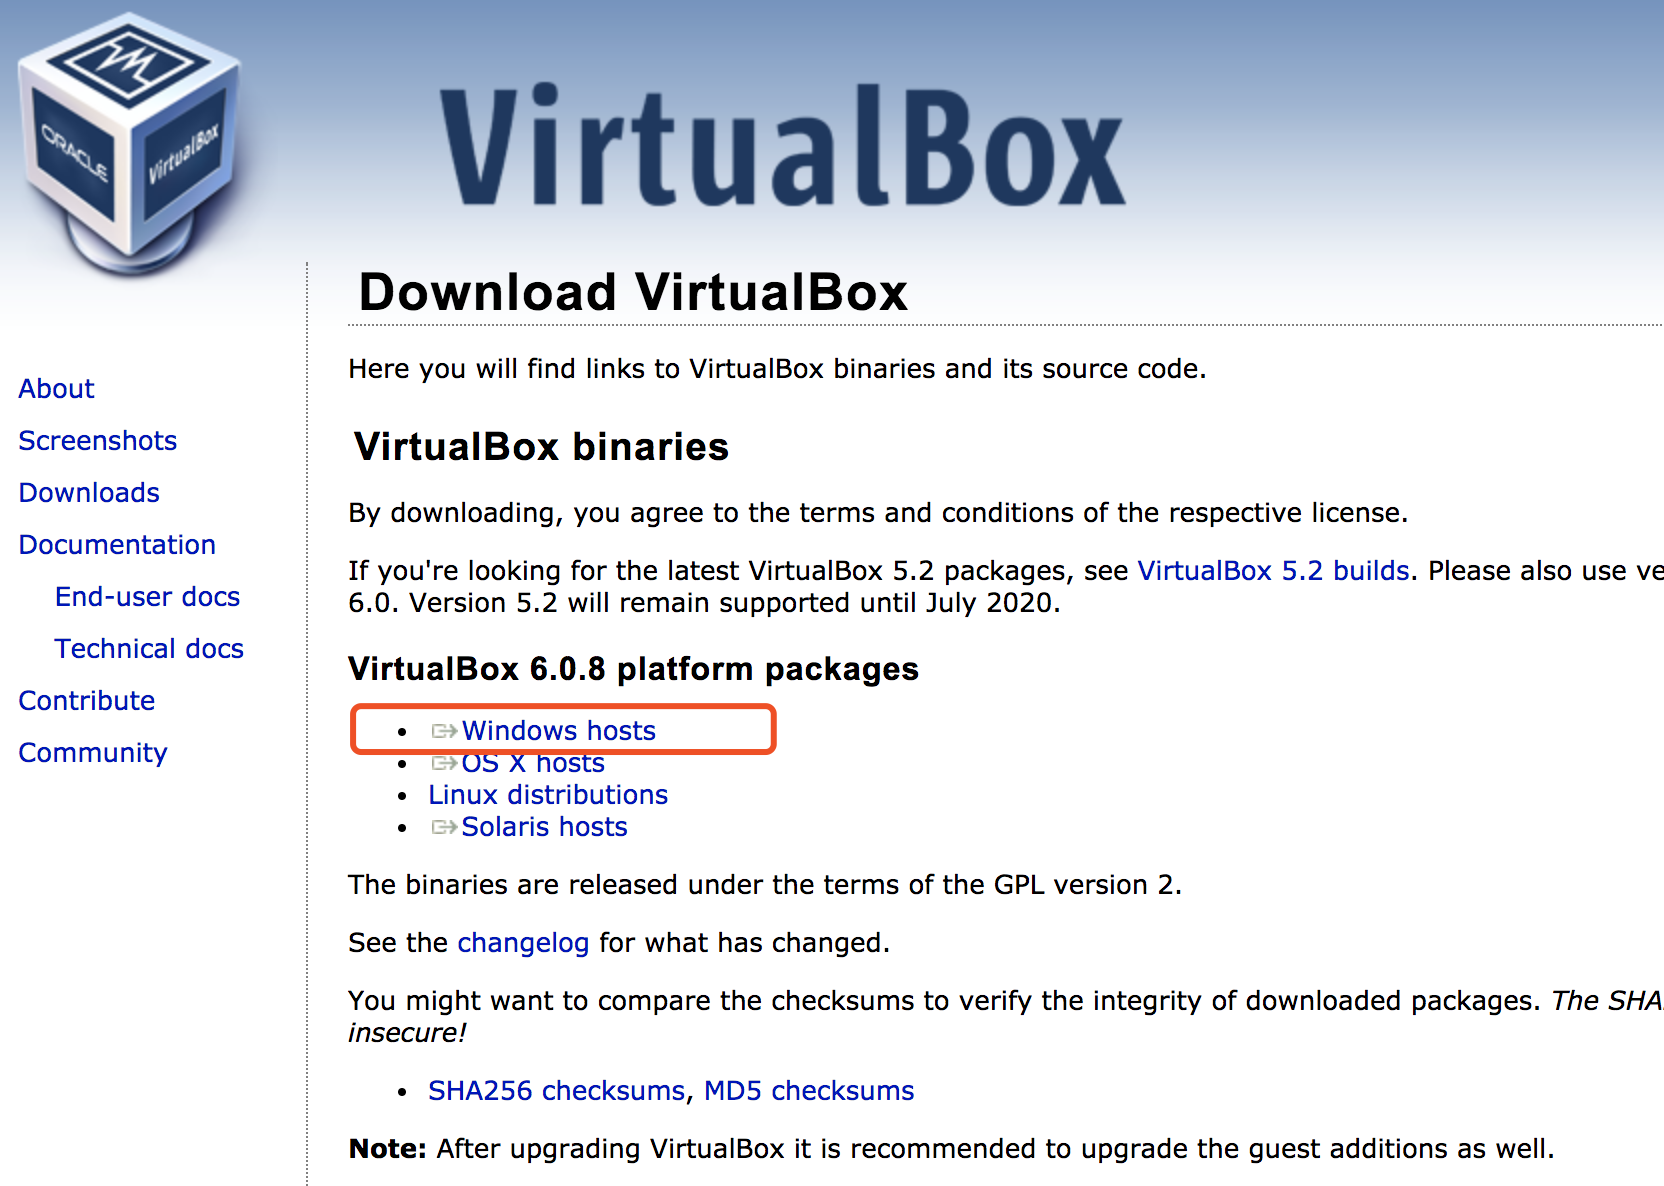 ORACLE
VirtualBox
VirtualBox
Download VirtualBox
About
Screenshots
Downloads
Documentation
End-user docs
Technical docs
Contribute
Community
Here you will find links to VirtualBox binaries and its source code.
VirtualBox binaries
By downloading, you agree to the terms and conditions of the respective license.
If you're looking for the latest VirtualBox 5.2 packages, see VirtualBox 5.2 builds. Please also use
6.0. Version 5.2 will remain supported until July 2020.
VirtualBox 6.0.8 platform packages
• Windows hosts
• OS X hosts
• Linux distributions
• Solaris hosts
The binaries are released under the terms of the GPL version 2.
See the changelog for what has changed.
You might want to compare the checksums to verify the integrity of downloaded packages. The
insecure!
• SHA256 checksums, MD5 checksums
Note: After upgrading VirtualBox it is recommended to upgrade the guest additions as well.